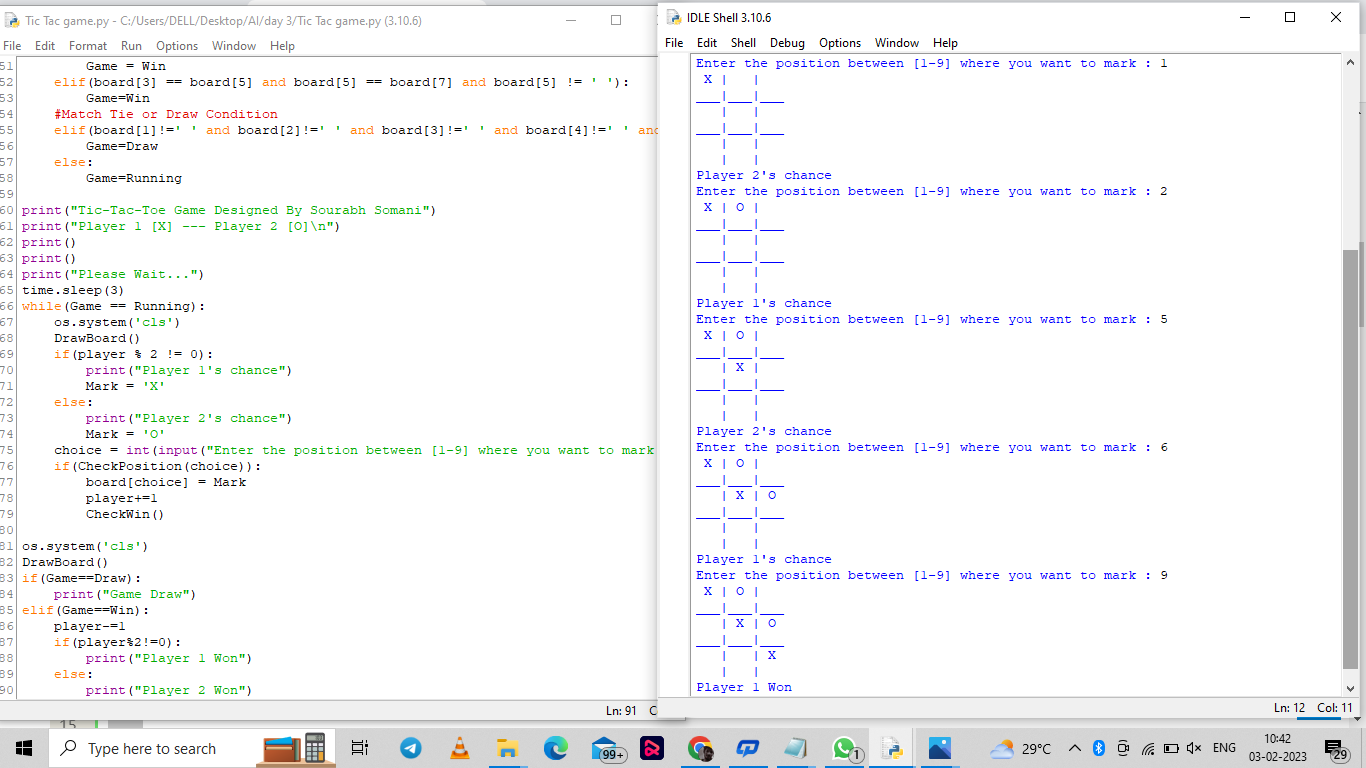 Tic Tac game.py - C:/Users/DELL/Desktop/AI/day 3/Tic Tac game.py (3.10.6)
File Edit Format Run Options Window Help
51 Game = Win
52 elif(board[3] == board[5] and board[5] == board[7] and board[5] != ' '):
53 Game=Win
54 #Match Tie or Draw Condition
55 elif(board[1]!=' ' and board[2]!=' ' and board[3]!=' ' and board[4]!=' ' and
56 Game=Draw
57 else:
58 Game=Running
59
60 print("Tic-Tac-Toe Game Designed By Sourabh Somani")
61 print("Player 1 [X] --- Player 2 [O]\n")
62 print()
63 print()
64 print("Please Wait...")
65 time.sleep(3)
66 while(Game == Running):
67 os.system('cls')
68 DrawBoard()
69 if(player % 2 != 0):
70 print("Player 1's chance")
71 Mark = 'X'
72 else:
73 print("Player 2's chance")
74 Mark = 'O'
75 choice = int(input("Enter the position between [1-9] where you want to mark
76 if(CheckPosition(choice)):
77 board[choice] = Mark
78 player+=1
79 CheckWin()
80
81 os.system('cls')
82 DrawBoard()
83 if(Game==Draw):
84 print("Game Draw")
85 elif(Game==Win):
86 player-=1
87 if(player%2!=0):
88 print("Player 1 Won")
89 else:
90 print("Player 2 Won")
Ln: 91
15
IDLE Shell 3.10.6
File Edit Shell Debug Options Window Help
Enter the position between [1-9] where you want to mark : 1
X | |
___|___|___
| |
___|___|___
| |
| |
Player 2's chance
Enter the position between [1-9] where you want to mark : 2
X | O |
___|___|___
| |
___|___|___
| |
| |
Player 1's chance
Enter the position between [1-9] where you want to mark : 5
X | O |
___|___|___
| X |
___|___|___
| |
| |
Player 2's chance
Enter the position between [1-9] where you want to mark : 6
X | O |
___|___|___
| X | O
___|___|___
| |
| |
Player 1's chance
Enter the position between [1-9] where you want to mark : 9
X | O |
___|___|___
| X | O
___|___|___
| | X
| |
Player 1 Won
Ln: 12 Col: 11
Type here to search
99+
1
29°C
ENG
10:42
03-02-2023
29